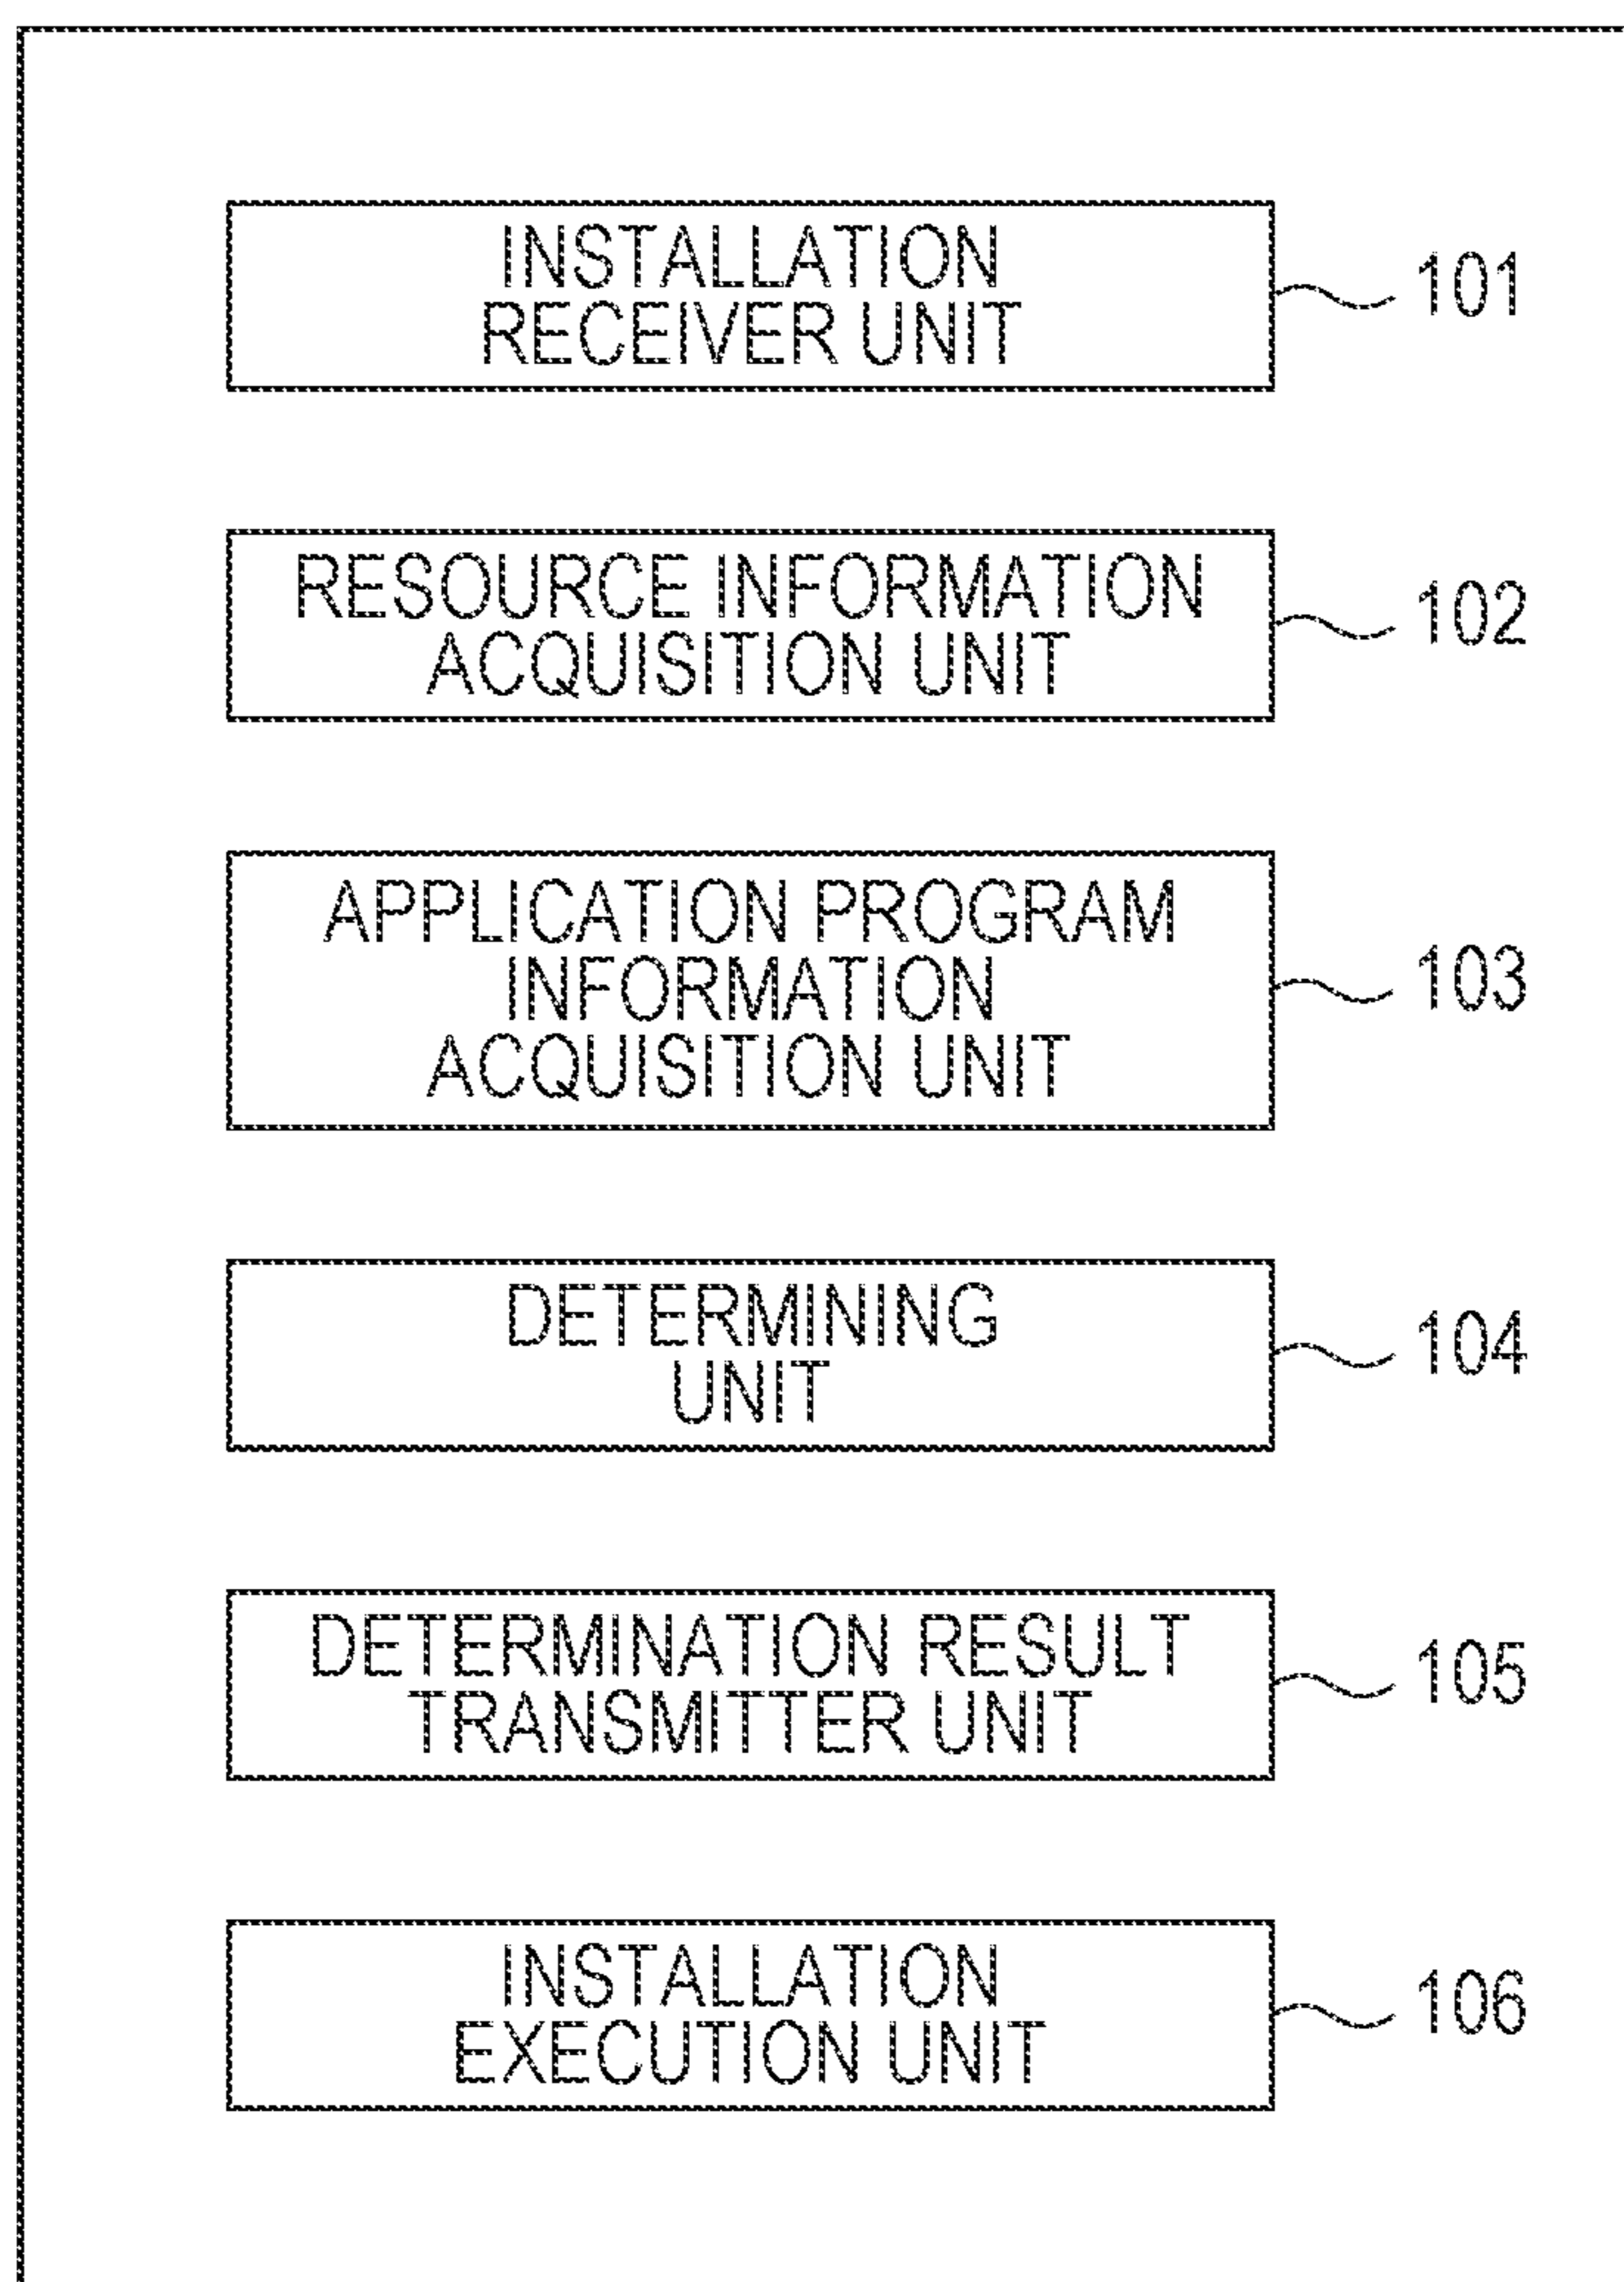 INSTALLATION
RECEIVER UNIT
101
RESOURCE INFORMATION
ACQUISITION UNIT
102
APPLICATION PROGRAM
INFORMATION
ACQUISITION UNIT
103
DETERMINING
UNIT
104
DETERMINATION RESULT
TRANSMITTER UNIT
105
INSTALLATION
EXECUTION UNIT
106